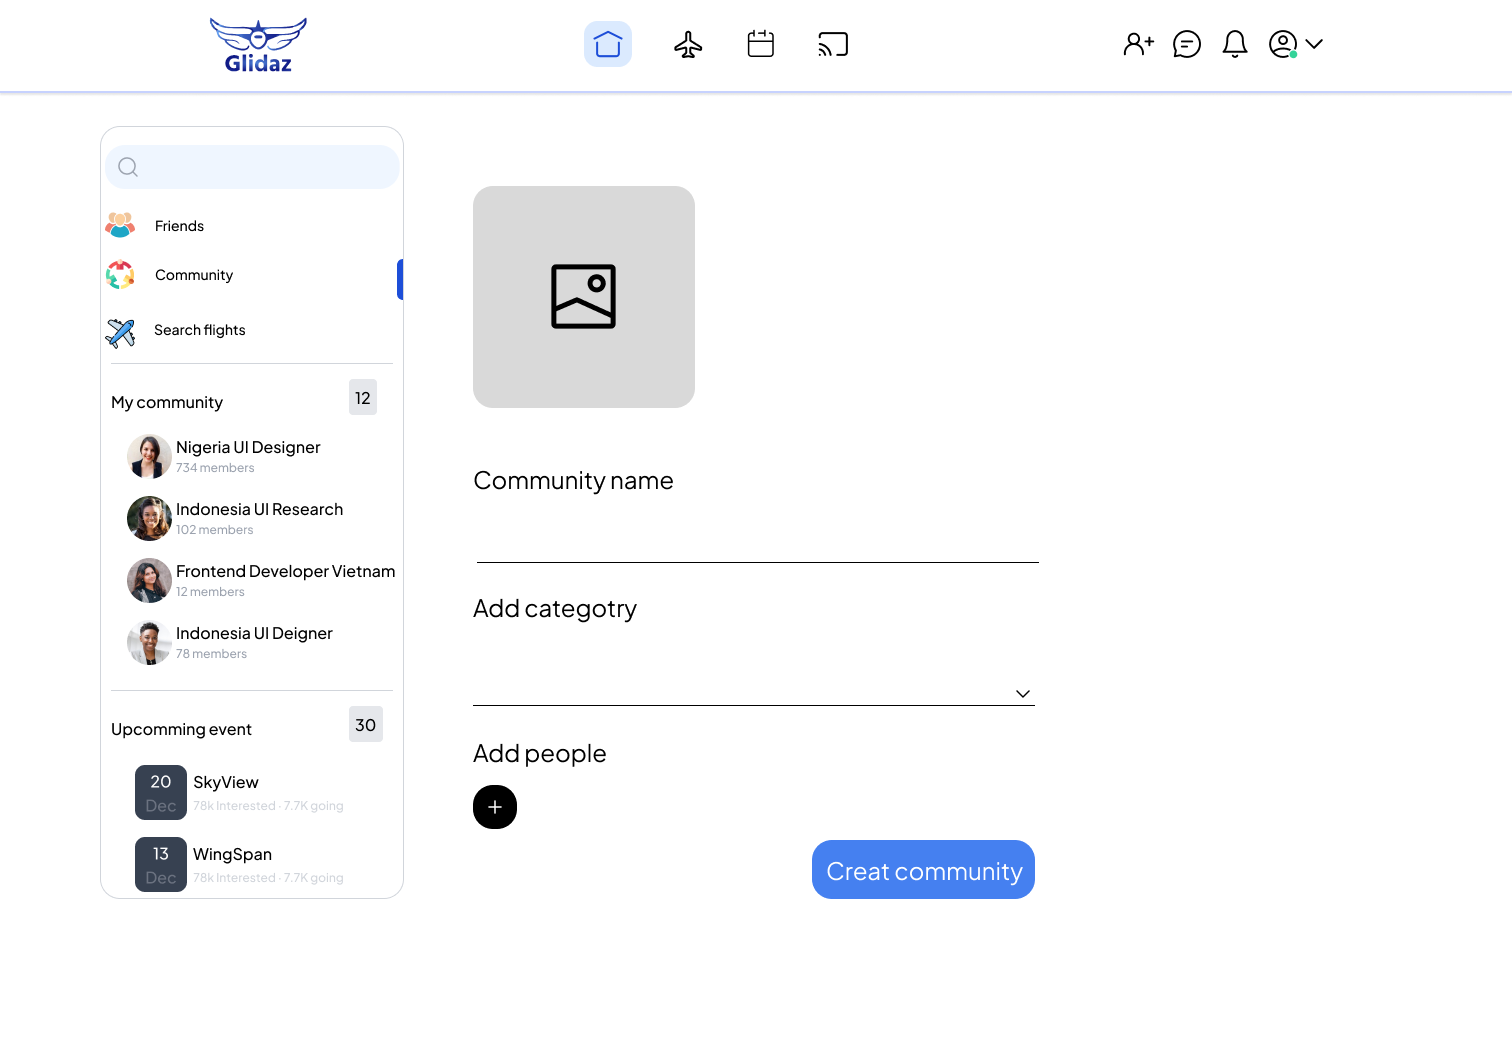 Glidaz
Friends
Community
Search flights
My community
12
Nigeria UI Designer
734 members
Indonesia UI Research
102 members
Frontend Developer Vietnam
12 members
Indonesia UI Deigner
78 members
Upcomming event
30
20
Dec
SkyView
78k Interested · 7.7K going
13
Dec
WingSpan
78k Interested · 7.7K going
Community name
Add categotry
Add people
Creat community